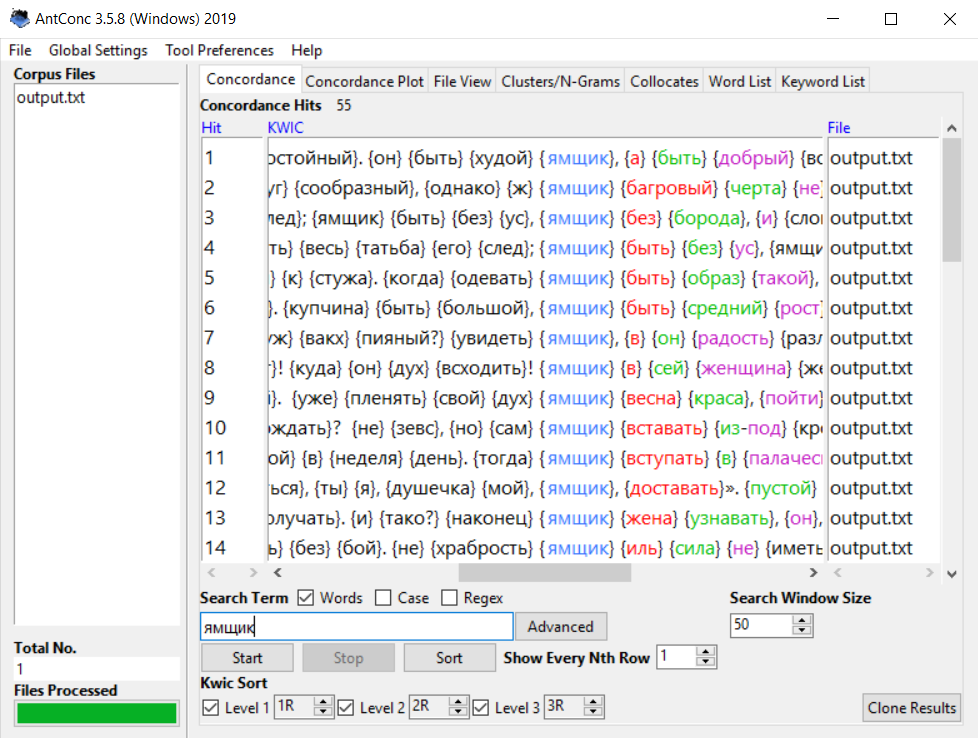 AntConc 3.5.8 (Windows) 2019
File Global Settings Tool Preferences Help
Corpus Files
output.txt
Concordance Concordance Plot File View Clusters/N-Grams Collocates Word List Keyword List
Concordance Hits 55
Hit KWIC File
1 остойный}. {он} {быть} {худой} {ямщик}, {а} {быть} {добрый} {вс output.txt
2 уг} {сообразный}, {однако} {ж} {ямщик} {багровый} {черта} {не} output.txt
3 лед}; {ямщик} {быть} {без} {ус}, {ямщик} {без} {борода}, {и} {сло output.txt
4 ть} {весь} {татьба} {его} {след}; {ямщик} {быть} {без} {ус}, {ямщи output.txt
5 } {к} {стужа}. {когда} {одевать} {ямщик} {быть} {образ} {такой}, output.txt
6 }. {купчина} {быть} {большой}, {ямщик} {быть} {средний} {рост} output.txt
7 уж} {вакх} {пияный?} {увидеть} {ямщик}, {в} {он} {радость} {разл output.txt
8 }! {куда} {он} {дух} {всходить}! {ямщик} {в} {сей} {женщина} {же output.txt
9 }. {уже} {пленять} {свой} {дух} {ямщик} {весна} {краса}, {пойти} output.txt
10 ждать}? {не} {зевс}, {но} {сам} {ямщик} {вставать} {из-под} {кр output.txt
11 ой} {в} {неделя} {день}. {тогда} {ямщик} {вступать} {в} {палачес output.txt
12 ться}, {ты} {я}, {душечка} {мой}, {ямщик}, {доставать}». {пустой} output.txt
13 олучать}. {и} {тако?} {наконец} {ямщик} {жена} {узнавать}, {он}, output.txt
14 ь} {без} {бой}. {не} {храбрость} {ямщик} {иль} {сила} {не} {иметь output.txt
Search Term Words Case Regex Search Window Size
ямщик Advanced 50
Start Stop Sort Show Every Nth Row 1
Total No.
1
Files Processed
Kwic Sort
Level 1 1R Level 2 2R Level 3 3R Clone Results